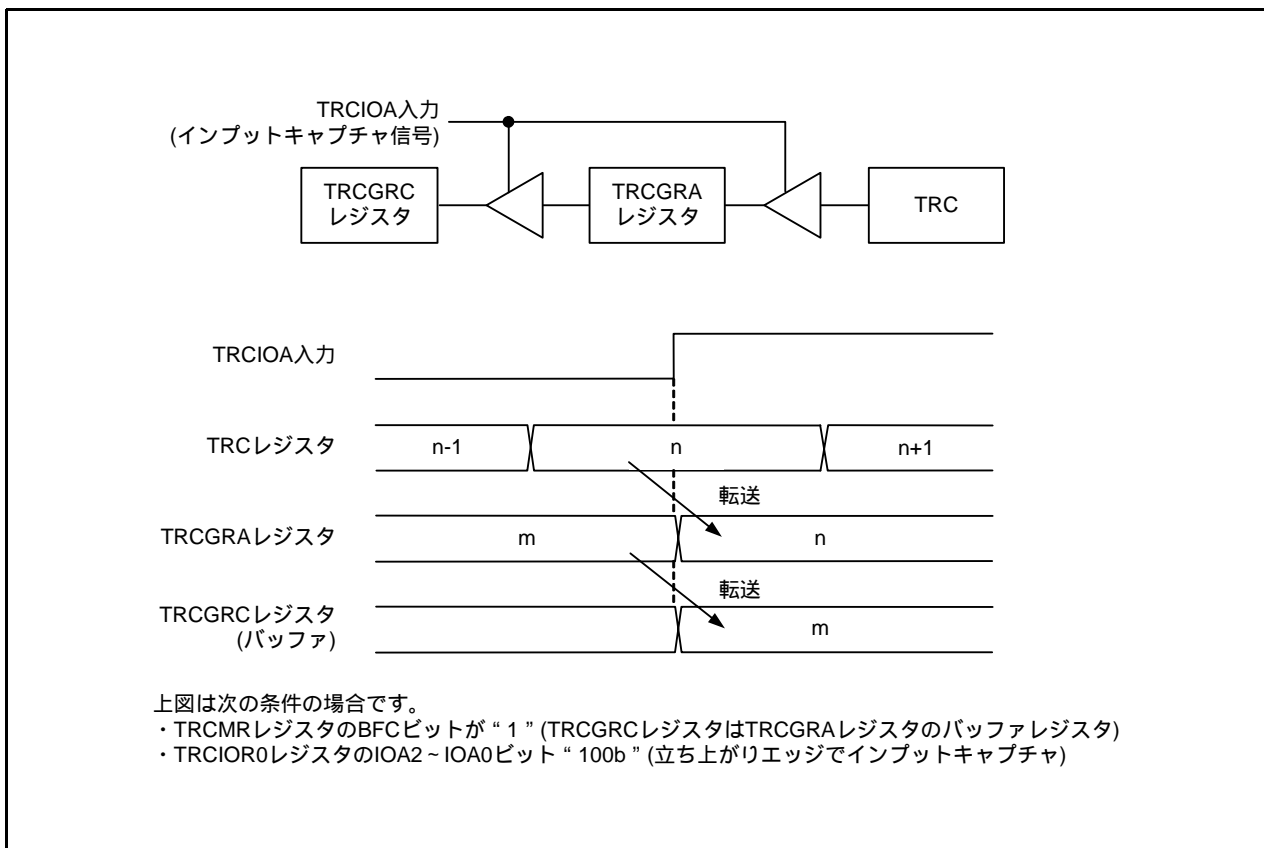 TRCIOA入力
(インプットキャプチャ信号)
TRCGRC
レジスタ
TRCGRA
レジスタ
TRC
TRCIOA入力
TRCレジスタ
n-1
n
n+1
転送
TRCGRAレジスタ
m
n
転送
TRCGRCレジスタ
(バッファ)
m
上図は次の条件の場合です。
・TRCMRレジスタのBFCビットが“1”(TRCGRCレジスタはTRCGRAレジスタのバッファレジスタ)
・TRCIOR0レジスタのIOA2~IOA0ビット“100b”(立ち上がりエッジでインプットキャプチャ)